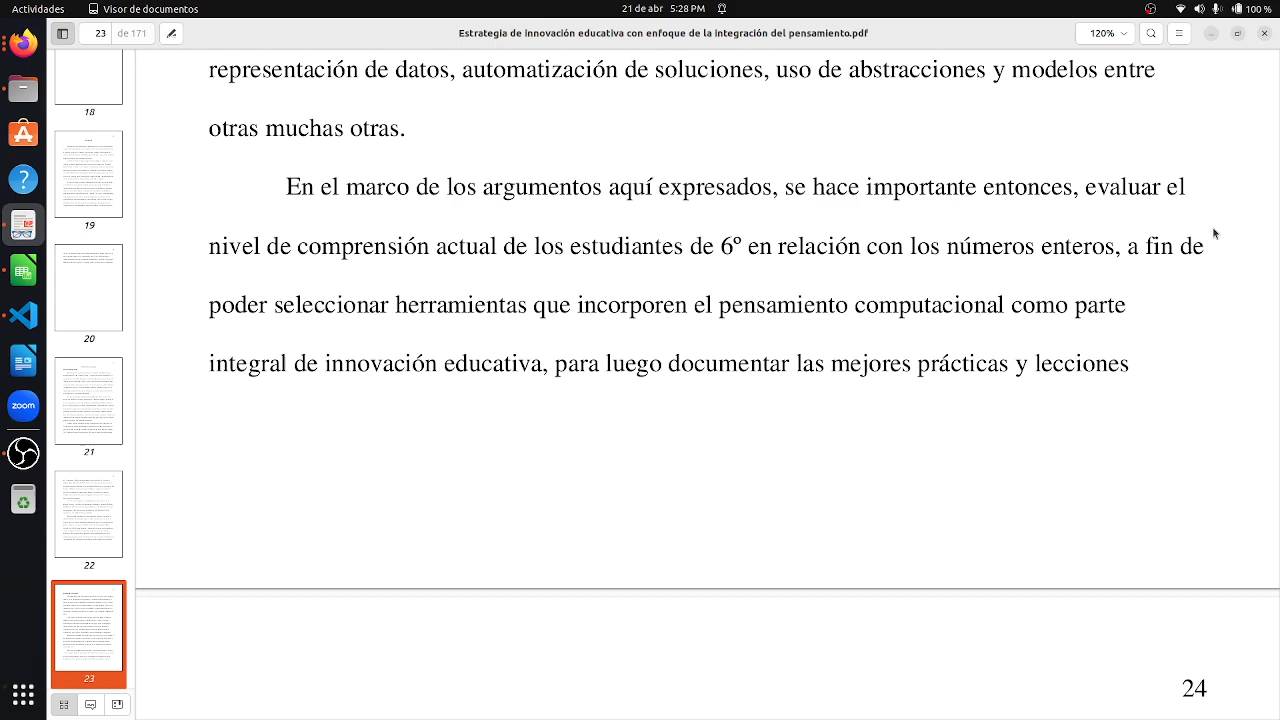 Actividades
Visor de documentos
21 de abr 5:28 PM
100 %
23 de 171
Estrategia de innovación educativa con enfoque de la integración del pensamiento.pdf
120%
18
19
20
21
22
23
zoom
representación de datos, automatización de soluciones, uso de abstracciones y modelos entre
otras muchas otras.
En el marco de los argumentos aquí expresados, se hace importante entonces, evaluar el
nivel de comprensión actual de los estudiantes de 6º en relación con los números enteros, a fin de
poder seleccionar herramientas que incorporen el pensamiento computacional como parte
integral de innovación educativa, para luego documentar las mejores prácticas y lecciones
24